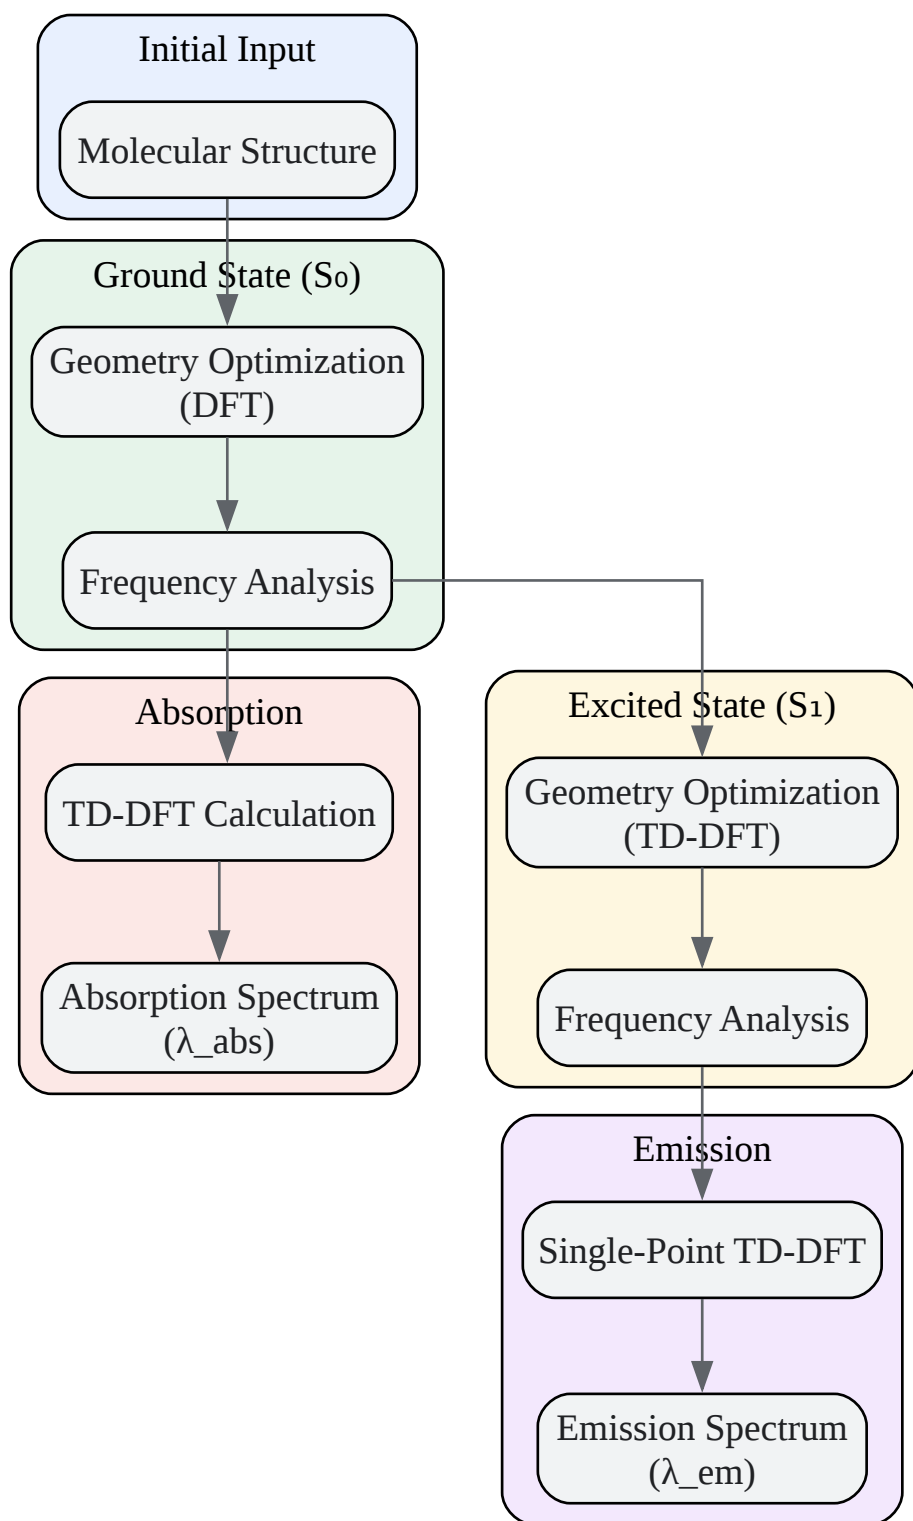 Initial Input
Molecular Structure
Ground State (S₀)
Geometry Optimization
(DFT)
Frequency Analysis
Absorption
TD-DFT Calculation
Absorption Spectrum
(λ_abs)
Excited State (S₁)
Geometry Optimization
(TD-DFT)
Frequency Analysis
Emission
Single-Point TD-DFT
Emission Spectrum
(λ_em)